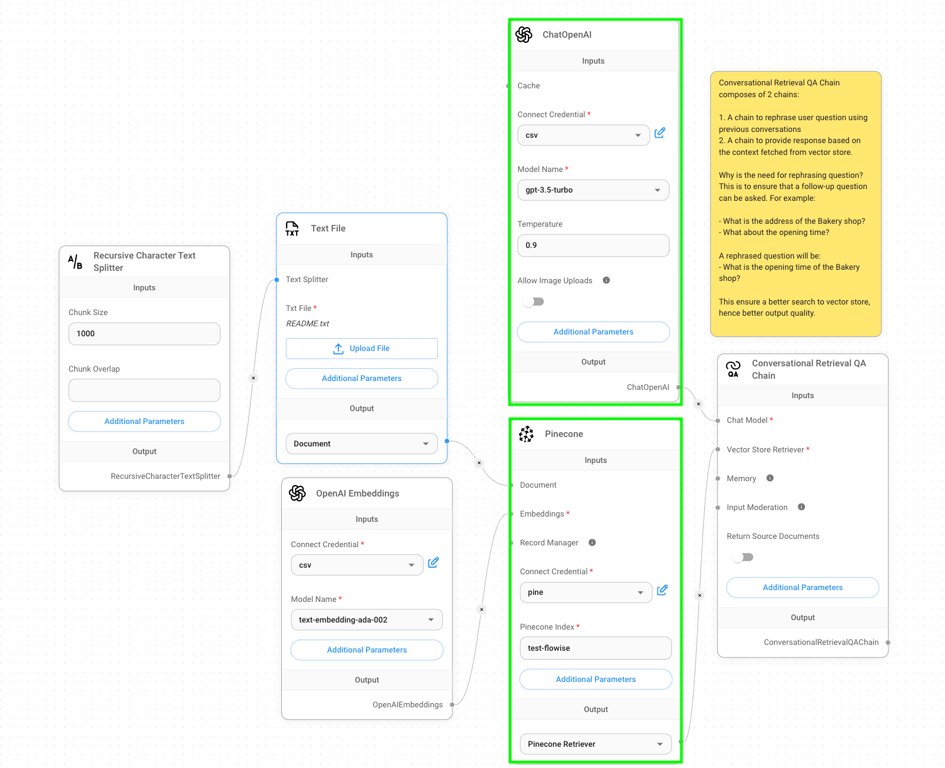 Recursive Character Text
Splitter
Inputs
Chunk Size
1000
Chunk Overlap
Additional Parameters
Output
RecursiveCharacterTextSplitter
TXT
Text File
Inputs
Text Splitter
Txt File *
README.txt
Upload File
Additional Parameters
Output
Document
OpenAI Embeddings
Inputs
Connect Credential *
csv
Model Name *
text-embedding-ada-002
Additional Parameters
Output
OpenAIEmbeddings
ChatOpenAI
Inputs
Cache
Connect Credential *
csv
Model Name *
gpt-3.5-turbo
Temperature
0.9
Allow Image Uploads
Additional Parameters
Output
ChatOpenAI
Pinecone
Inputs
Document
Embeddings *
Record Manager
Connect Credential *
pine
Pinecone Index *
test-flowise
Additional Parameters
Output
Pinecone Retriever
Conversational Retrieval QA Chain
composes of 2 chains:
1. A chain to rephrase user question using
previous conversations
2. A chain to provide response based on
the context fetched from vector store.
Why is the need for rephrasing question?
This is to ensure that a follow-up question
can be asked. For example:
- What is the address of the Bakery shop?
- What about the opening time?
A rephrased question will be:
- What is the opening time of the Bakery
shop?
This ensure a better search to vector store,
hence better output quality.
QA
Conversational Retrieval QA
Chain
Inputs
Chat Model *
Vector Store Retriever *
Memory
Input Moderation
Return Source Documents
Additional Parameters
Output
ConversationalRetrievalQAChain